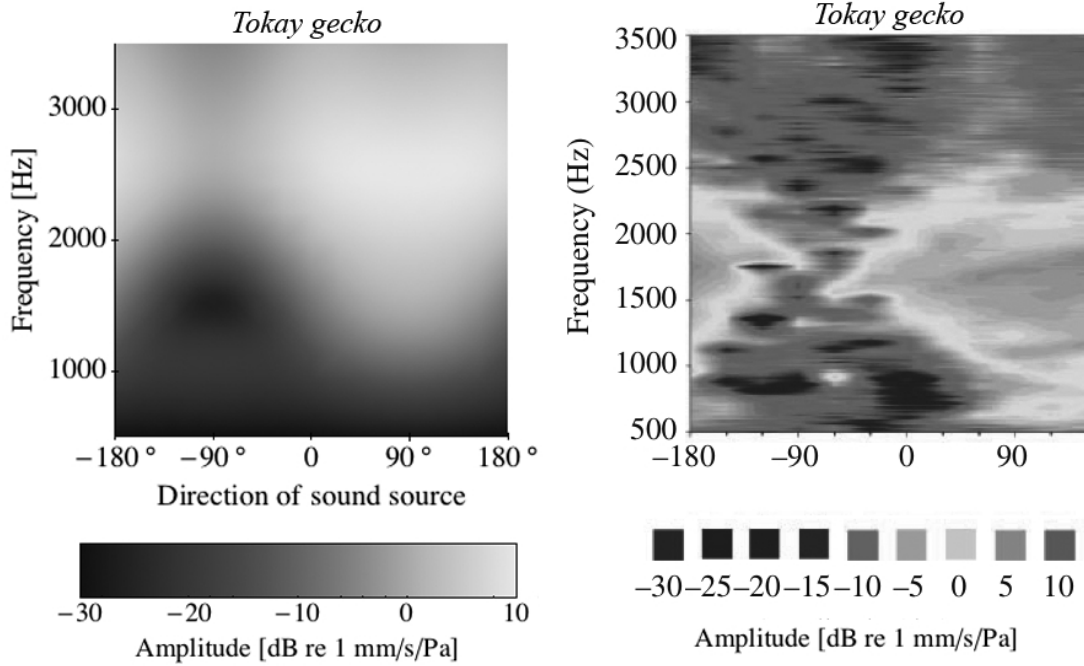 Tokay gecko
3000
2000
1000
Frequency [Hz]
−180 ° −90 ° 0 90 ° 180 °
Direction of sound source
−30 −20 −10 0 10
Amplitude [dB re 1 mm/s/Pa]
Tokay gecko
3500
3000
2500
2000
1500
1000
500
Frequency (Hz)
−180 −90 0 90
−30 −25 −20 −15 −10 −5 0 5 10
Amplitude [dB re 1 mm/s/Pa]